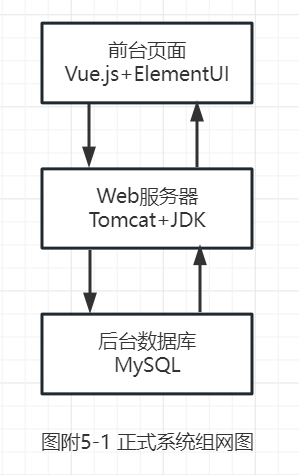 前台页面
Vue.js+ElementUI
Web服务器
Tomcat+JDK
后台数据库
MySQL
图附5-1 正式系统组网图